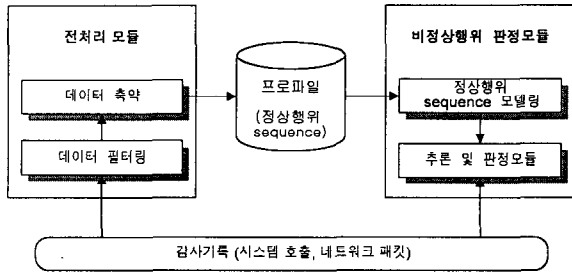 전처리 모듈
데이터 축약
데이터 필터링
프로파일
(정상행위
sequence)
비정상행위 판정모듈
정상행위
sequence 모델링
추론 및 판정모듈
감사기록 (시스템 호출, 네트워크 패킷)